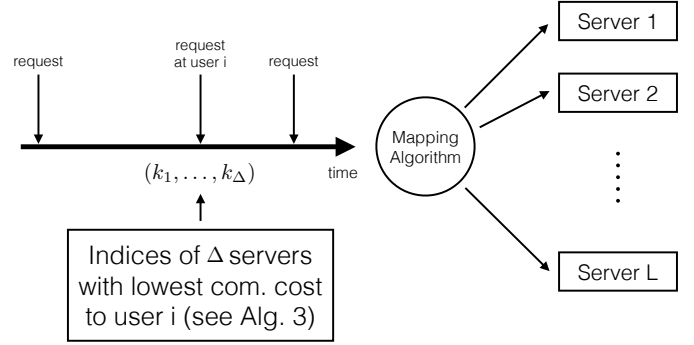 request
request
at user i
request
(k₁, . . . , k_Δ)
time
Indices of Δ servers
with lowest com. cost
to user i (see Alg. 3)
Mapping
Algorithm
Server 1
Server 2
Server L